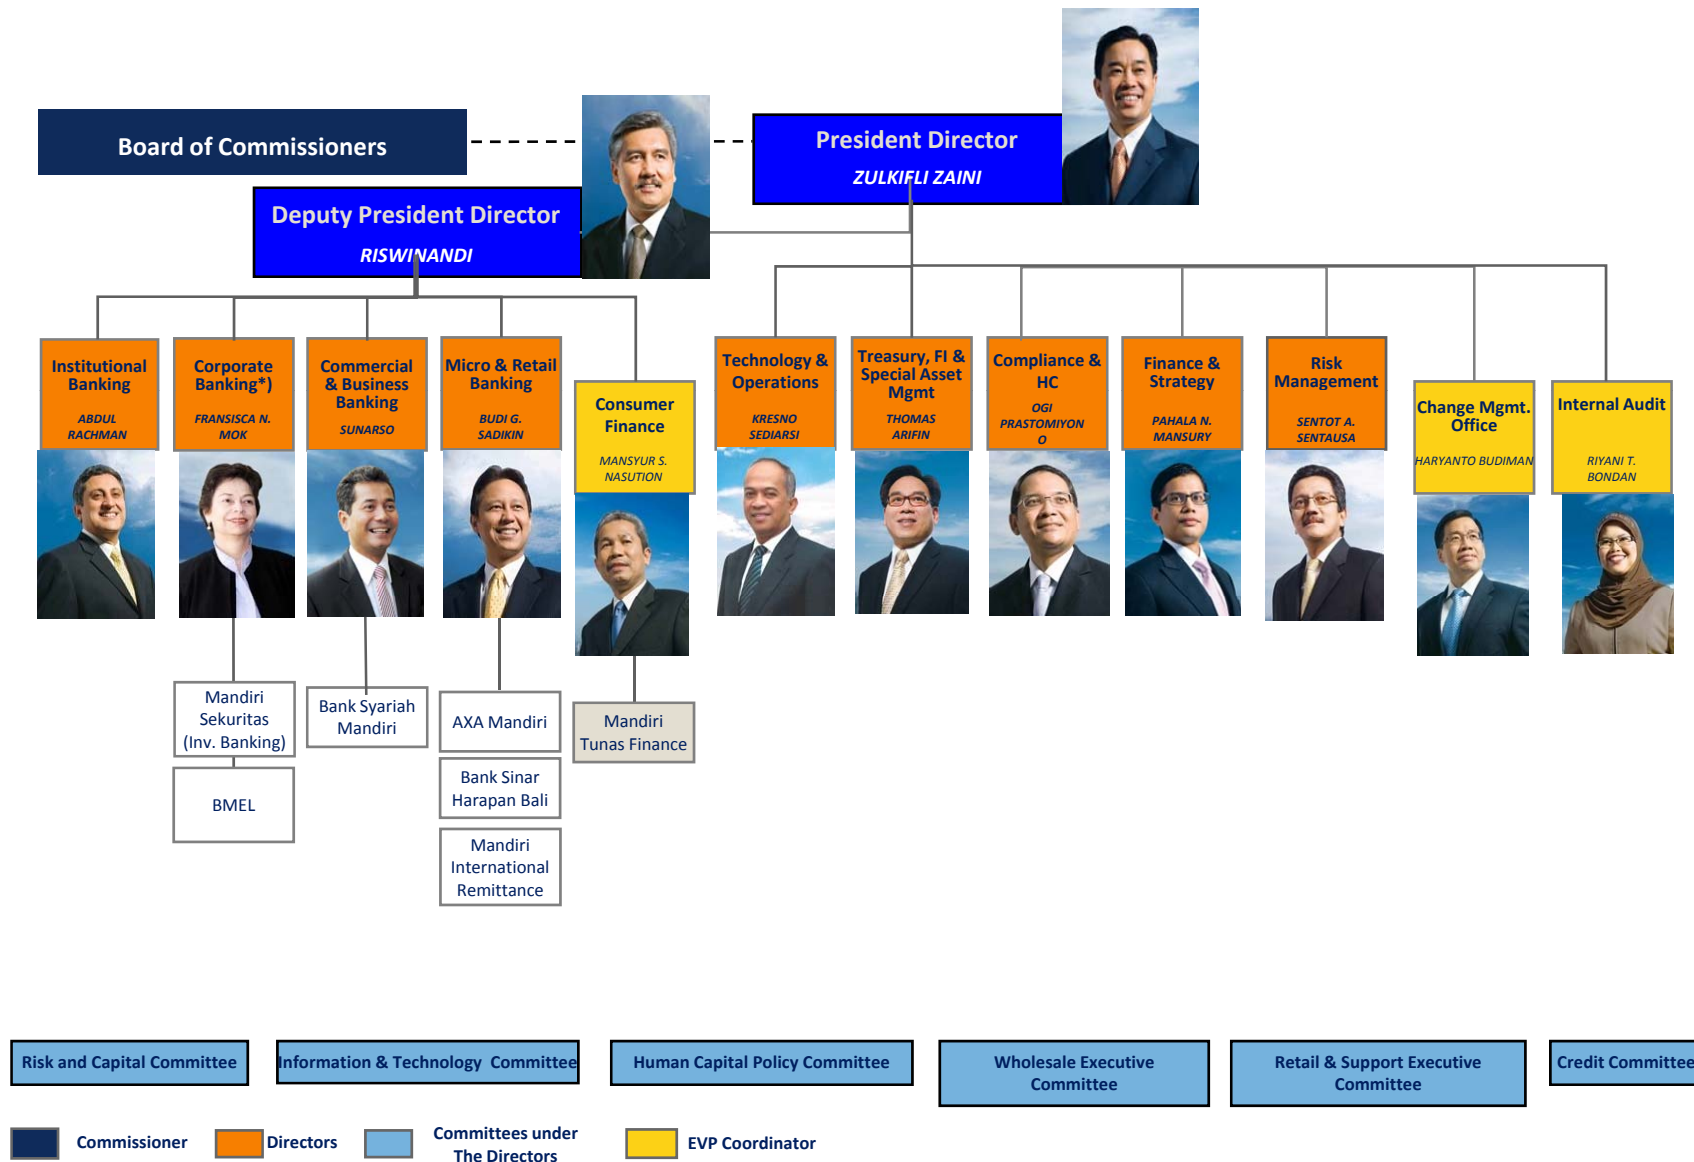 Board of Commissioners
President Director
ZULKIFLI ZAINI
Deputy President Director
RISWINANDI
Institutional
Banking
ABDUL
RACHMAN
Corporate
Banking*)
FRANSISCA N.
MOK
Commercial
& Business
Banking
SUNARSO
Micro & Retail
Banking
BUDI G.
SADIKIN
Consumer
Finance
MANSYUR S.
NASUTION
Technology &
Operations
KRESNO
SEDIARSI
Treasury, FI &
Special Asset
Mgmt
THOMAS
ARIFIN
Compliance &
HC
OGI
PRASTOMIYON
O
Finance &
Strategy
PAHALA N.
MANSURY
Risk
Management
SENTOT A.
SENTAUSA
Change Mgmt.
Office
HARYANTO BUDIMAN
Internal Audit
RIYANI T.
BONDAN
Mandiri
Sekuritas
(Inv. Banking)
BMEL
Bank Syariah
Mandiri
AXA Mandiri
Bank Sinar
Harapan Bali
Mandiri
International
Remittance
Mandiri
Tunas Finance
Risk and Capital Committee
Information & Technology Committee
Human Capital Policy Committee
Wholesale Executive
Committee
Retail & Support Executive
Committee
Credit Committee
Commissioner
Directors
Committees under
The Directors
EVP Coordinator